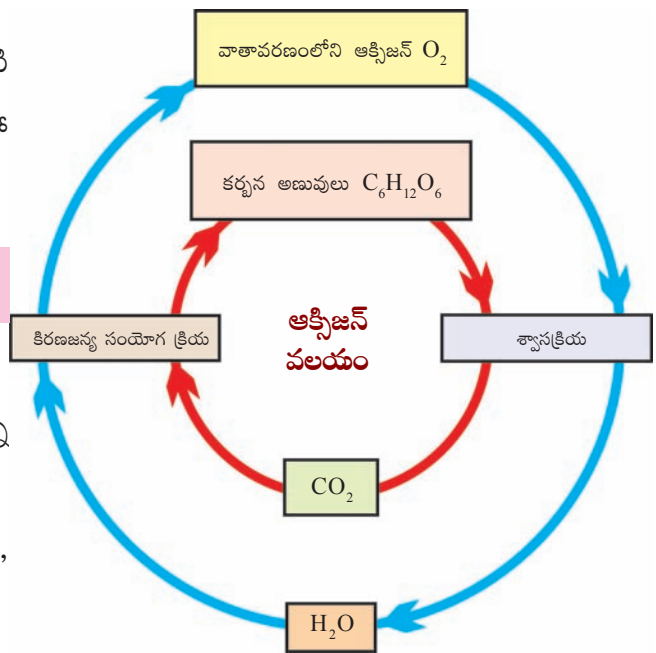 వాతావరణంలోని ఆక్సిజన్ O₂
కర్బన అణువులు C₆H₁₂O₆
ఆక్సిజన్
వలయం
కిరణజన్య సంయోగ క్రియ
శ్వాసక్రియ
CO₂
H₂O